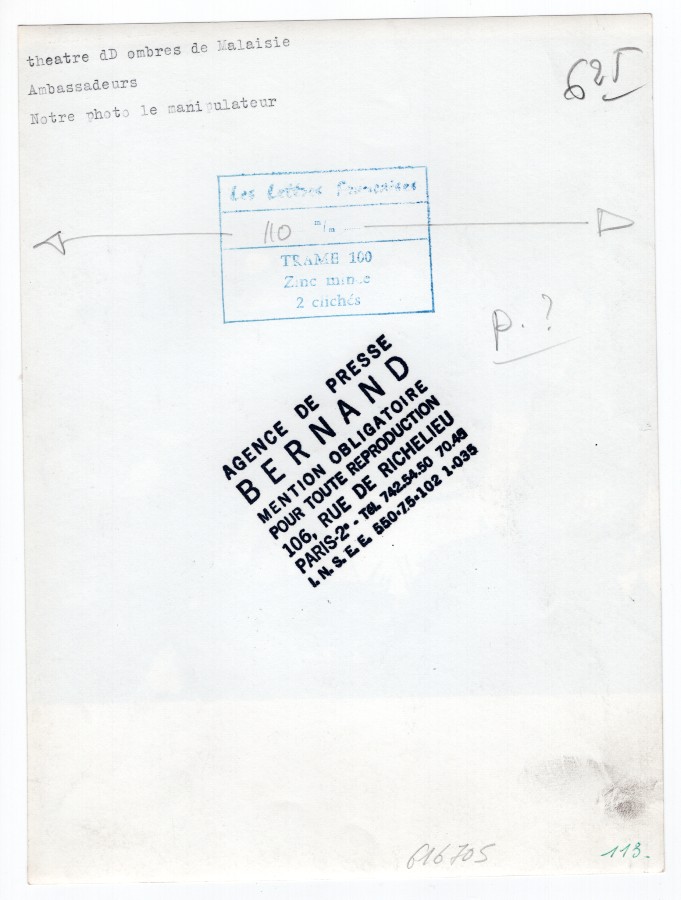 theatre dD ombres de Malaisie
Ambassadeurs
Notre photo le manipulateur
625
Les Lettres Françaises
110 m/m
TRAME 100
Zinc mince
2 clichés
p. ?
AGENCE DE PRESSE
BERNAND
MENTION OBLIGATOIRE
POUR TOUTE REPRODUCTION
106, RUE DE RICHELIEU
PARIS-2e - Tél. 742.54.50 70.49
I. N. S. E. E. 550.75.102 1.035
616705
113.